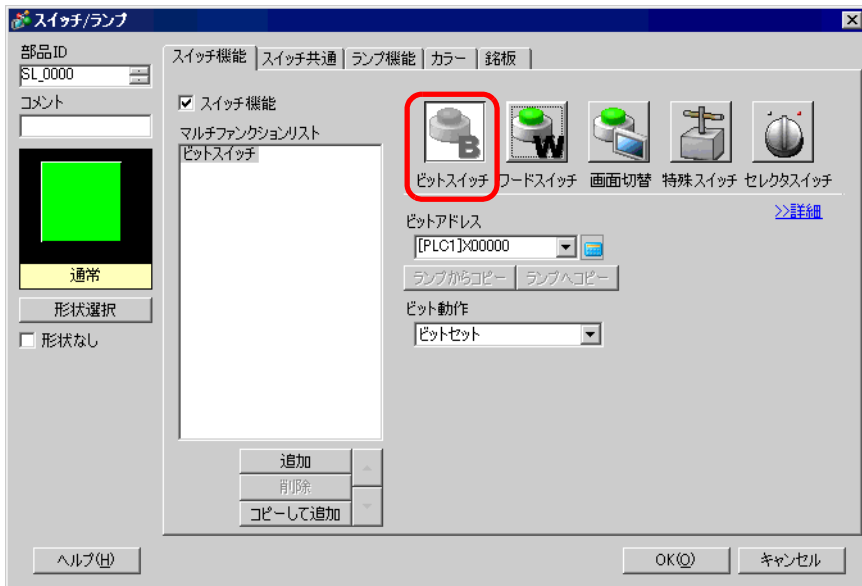 スイッチ/ランプ
部品ID
SL_0000
コメント
通常
形状選択
形状なし
スイッチ機能 スイッチ共通 ランプ機能 カラー 銘板
スイッチ機能
マルチファンクションリスト
ビットスイッチ
追加
削除
コピーして追加
B W
ビットスイッチ ワードスイッチ 画面切替 特殊スイッチ セレクタスイッチ
>>詳細
ビットアドレス
[PLC1]X00000
ランプからコピー ランプへコピー
ビット動作
ビットセット
ヘルプ(H) OK(O) キャンセル